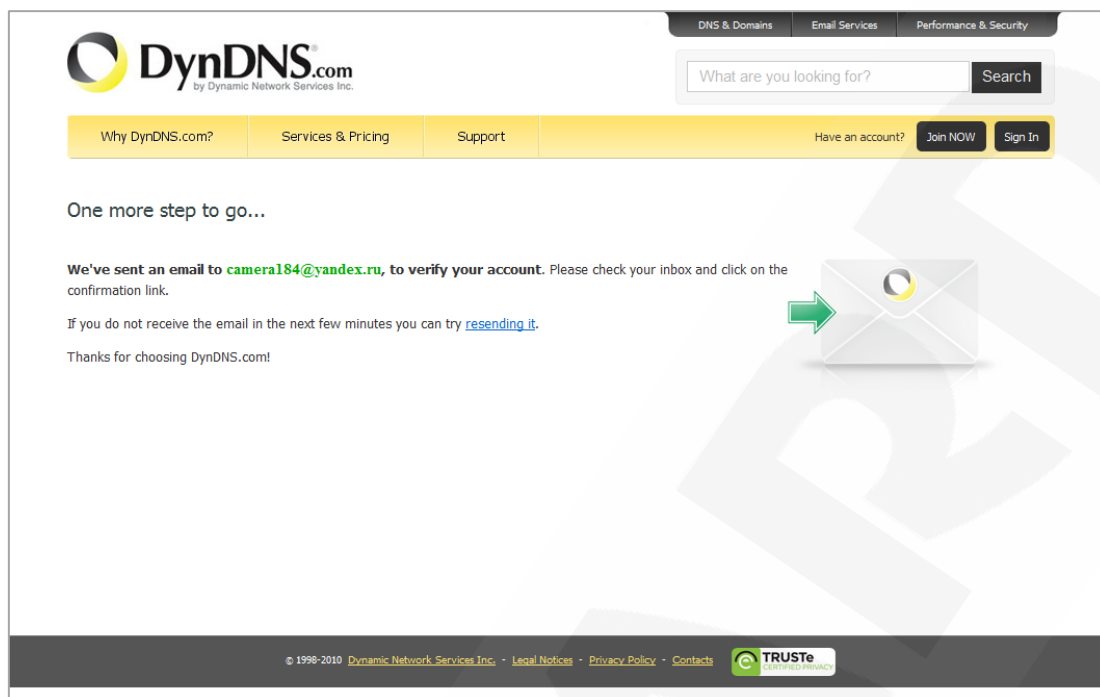 DNS & Domains Email Services Performance & Security
DynDNS.com
by Dynamic Network Services Inc.
What are you looking for? Search
Why DynDNS.com? Services & Pricing Support Have an account? Join NOW Sign In
One more step to go...
We've sent an email to camera184@yandex.ru, to verify your account. Please check your inbox and click on the
confirmation link.
If you do not receive the email in the next few minutes you can try resending it.
Thanks for choosing DynDNS.com!
© 1998-2010 Dynamic Network Services Inc. - Legal Notices - Privacy Policy - Contacts
TRUSTe
CERTIFIED PRIVACY